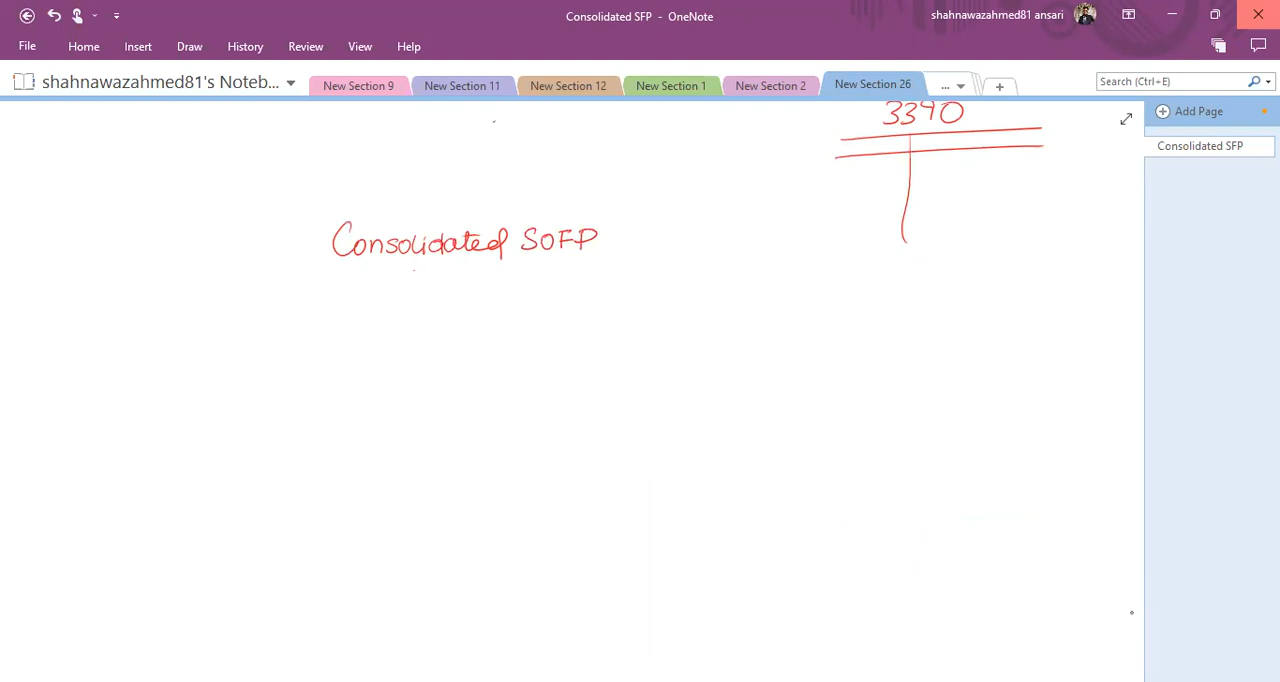 Consolidated SFP - OneNote
shahnawazahmed81 ansari
File Home Insert Draw History Review View Help
shahnawazahmed81's Noteb...
New Section 9 New Section 11 New Section 12 New Section 1 New Section 2 New Section 26 ...
Search (Ctrl+E)
Add Page
Consolidated SFP
3390
Consolidated SOFP